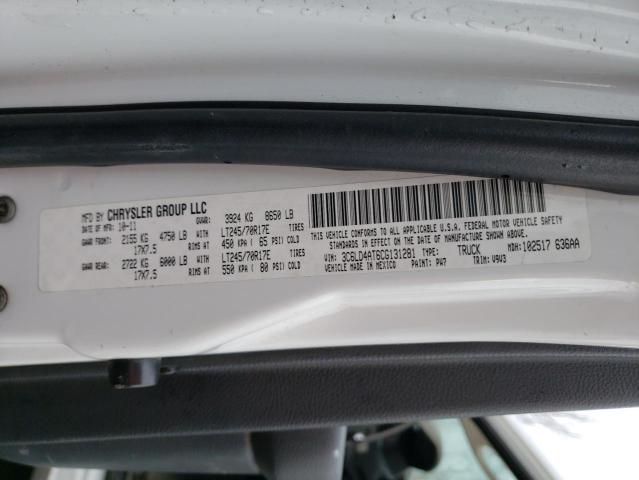 MFD BY CHRYSLER GROUP LLC
DATE OF MFR: 10-11 GVWR: 3924 KG 8650 LB
GAWR FRONT: 2155 KG 4750 LB WITH LT245/70R17E TIRES
17X7.5 RIMS AT 450 KPA ( 65 PSI) COLD
GAWR REAR: 2722 KG 6000 LB WITH LT245/70R17E TIRES
17X7.5 RIMS AT 550 KPA ( 80 PSI) COLD
THIS VEHICLE CONFORMS TO ALL APPLICABLE U.S.A. FEDERAL MOTOR VEHICLE SAFETY
STANDARDS IN EFFECT ON THE DATE OF MANUFACTURE SHOWN ABOVE.
VIN: 3C6LD4AT6CG131281 TYPE: TRUCK MDH: 102517 636AA
VEHICLE MADE IN MEXICO PAINT: PW7 TRIM: V9V3